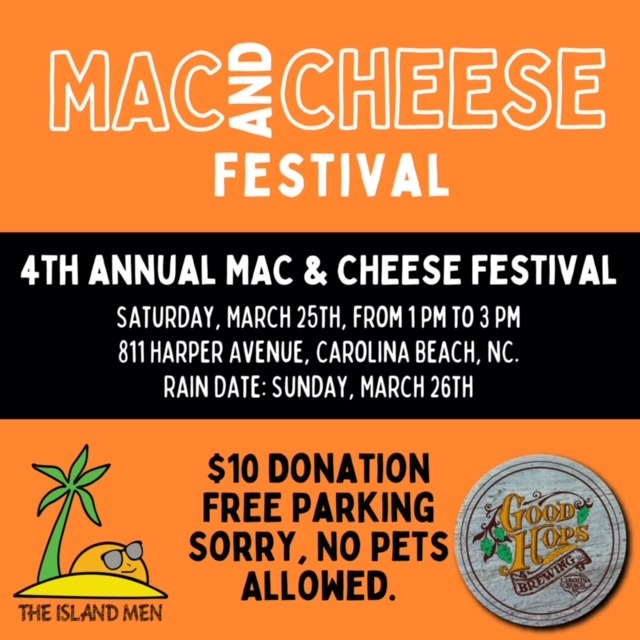 MAC AND CHEESE
FESTIVAL
4TH ANNUAL MAC & CHEESE FESTIVAL
SATURDAY, MARCH 25TH, FROM 1 PM TO 3 PM
811 HARPER AVENUE, CAROLINA BEACH, NC.
RAIN DATE: SUNDAY, MARCH 26TH
$10 DONATION
FREE PARKING
SORRY, NO PETS
ALLOWED.
THE ISLAND MEN
GOOD
HOPS
BREWING
CAROLINA
BEACH